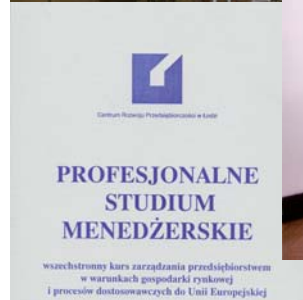 Centrum Rozwoju Przedsiębiorczości w Łodzi
PROFESJONALNE
STUDIUM
MENEDŻERSKIE
wszechstronny kurs zarządzania przedsiębiorstwem
w warunkach gospodarki rynkowej
i procesów dostosowawczych do Unii Europejskiej